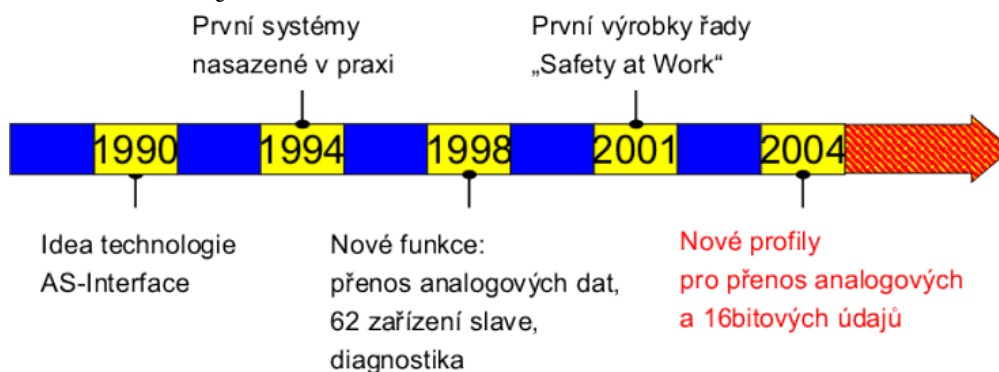 První systémy
nasazené v praxi
První výrobky řady
„Safety at Work“
1990
1994
1998
2001
2004
Idea technologie
AS-Interface
Nové funkce:
přenos analogových dat,
62 zařízení slave,
diagnostika
Nové profily
pro přenos analogových
a 16bitových údajů